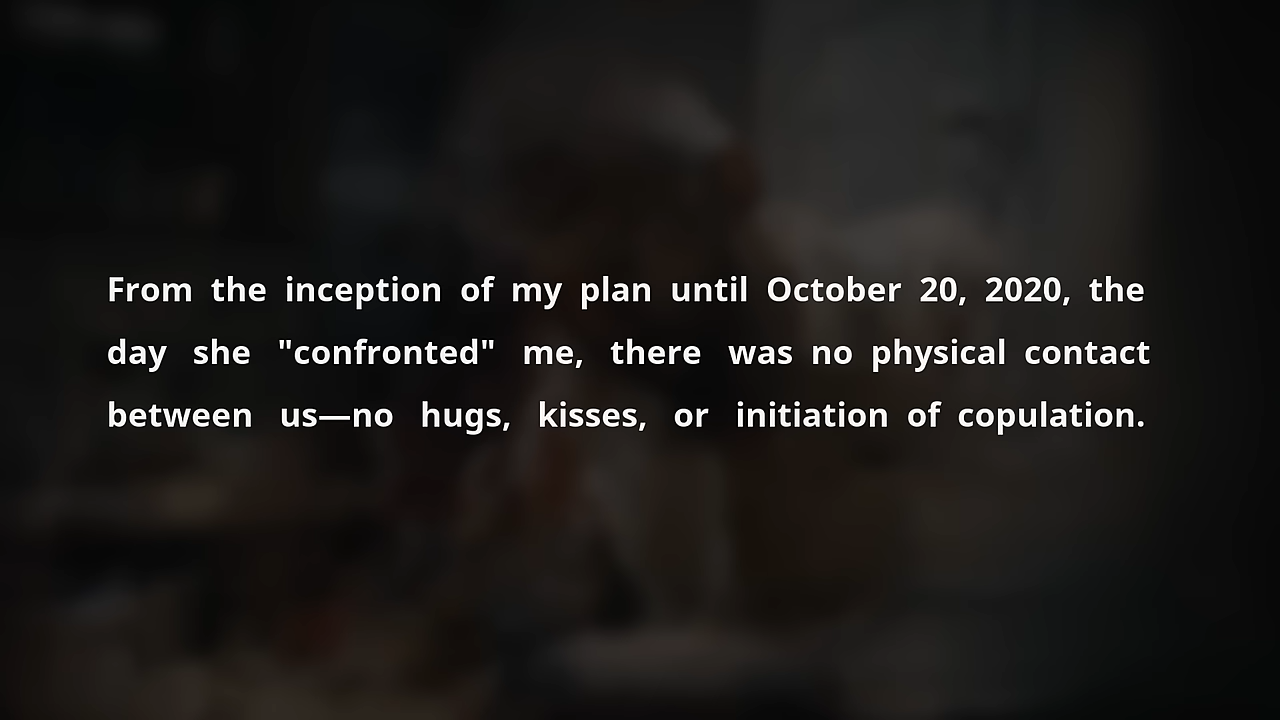 From the inception of my plan until October 20, 2020, the
day she "confronted" me, there was no physical contact
between us—no hugs, kisses, or initiation of copulation.